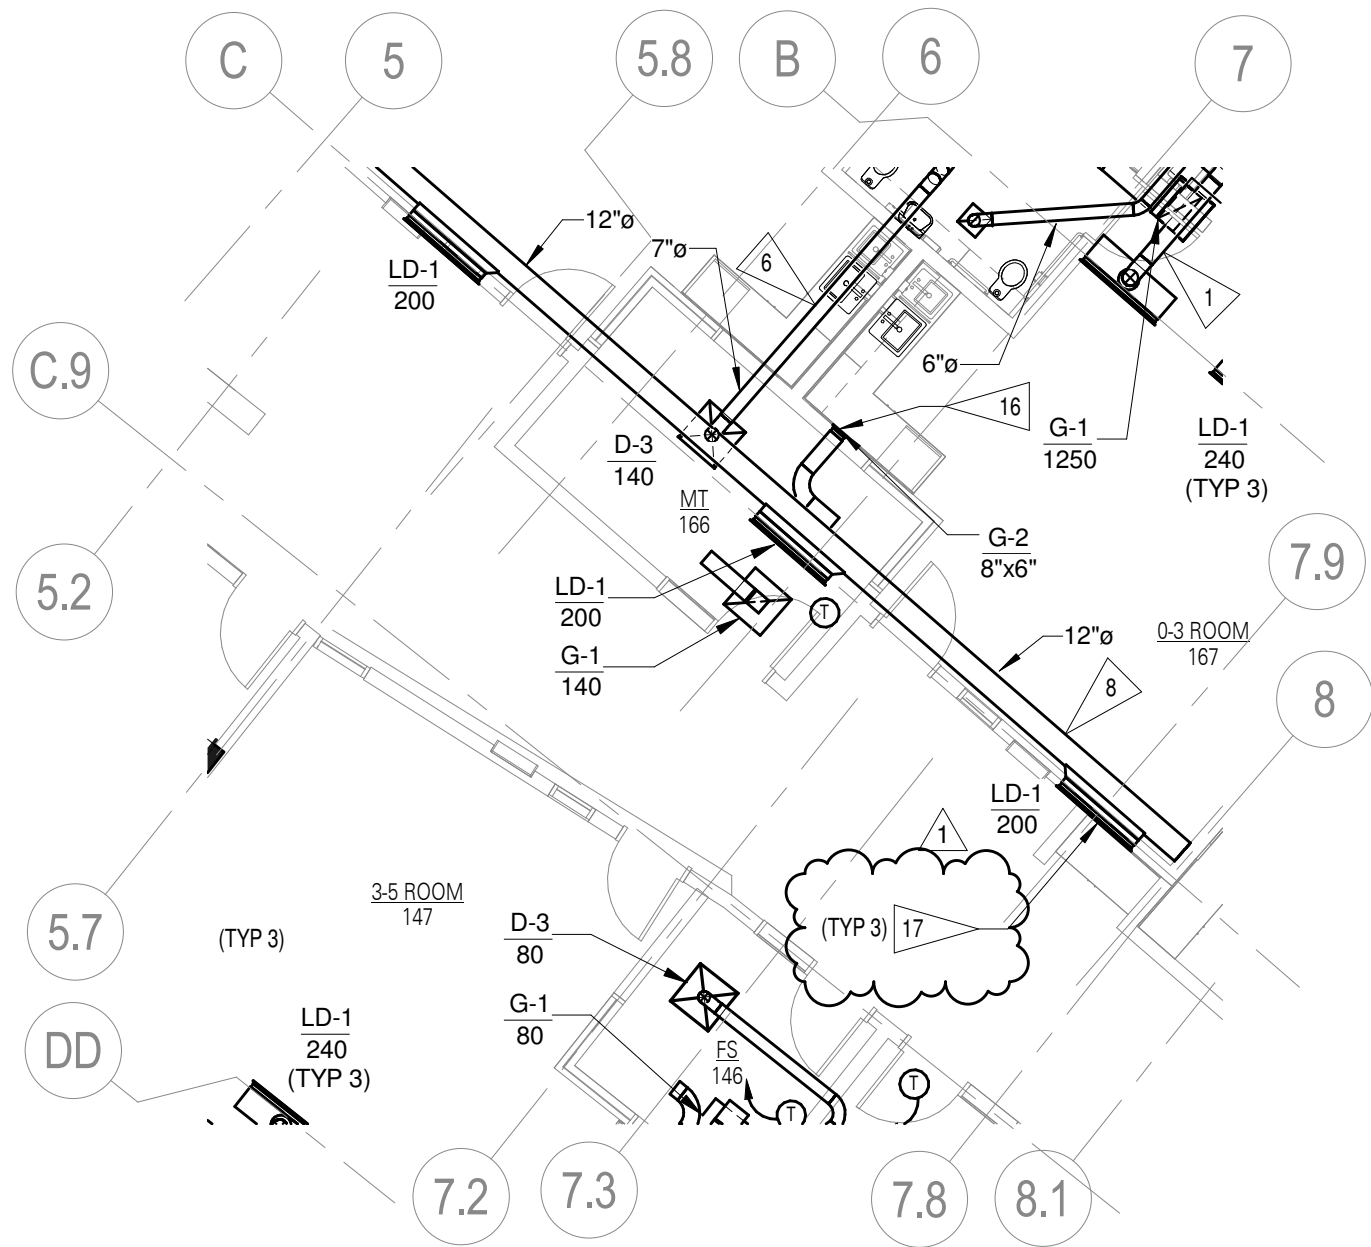 C
5
5.8
B
6
7
12"ø
7"ø
6
LD-1
200
1
C.9
6"ø
16
G-1
1250
LD-1
240
(TYP 3)
D-3
140
MT
166
G-2
8"x6"
5.2
7.9
LD-1
200
T
G-1
140
12"ø
0-3 ROOM
167
8
8
LD-1
200
1
3-5 ROOM
147
(TYP 3)
17
5.7
(TYP 3)
D-3
80
G-1
80
LD-1
240
(TYP 3)
DD
FS
146
T
T
7.2
7.3
7.8
8.1